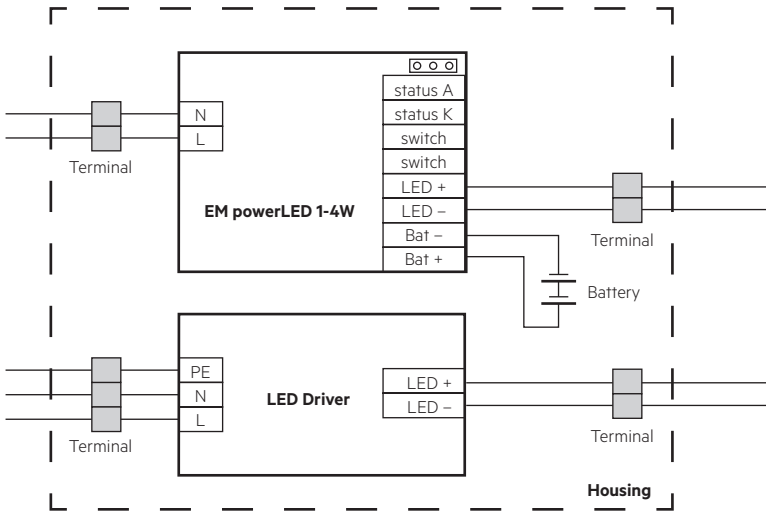 status A
status K
switch
switch
LED +
LED –
Bat –
Bat +
N
L
Terminal
EM powerLED 1-4W
Terminal
Battery
PE
N
L
LED Driver
LED +
LED –
Terminal
Terminal
Housing